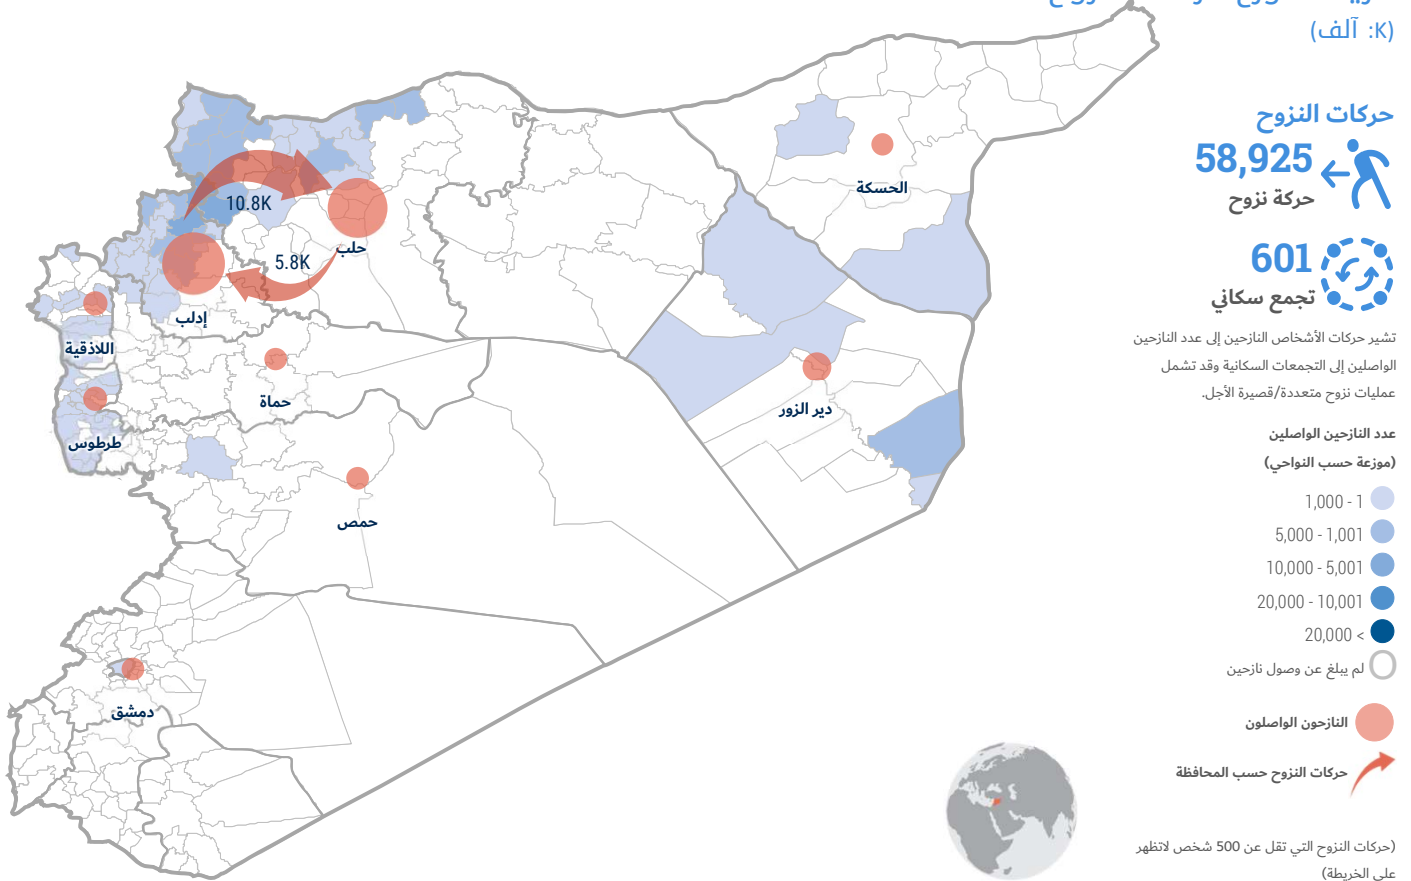 (K: آلف)
حركات النزوح
58,925
حركة نزوح
601
تجمع سكاني
تشير حركات الأشخاص النازحين إلى عدد النازحين
الواصلين إلى التجمعات السكانية وقد تشمل
عمليات نزوح متعددة/قصيرة الأجل.
عدد النازحين الواصلين
(موزعة حسب النواحي)
1,000 - 1
5,000 - 1,001
10,000 - 5,001
20,000 - 10,001
20,000 <
لم يبلغ عن وصول نازحين
النازحون الواصلون
حركات النزوح حسب المحافظة
(حركات النزوح التي تقل عن 500 شخص لاتظهر
على الخريطة)
الحسكة
10.8K
حلب
5.8K
إدلب
اللاذقية
حماة
دير الزور
طرطوس
حمص
دمشق